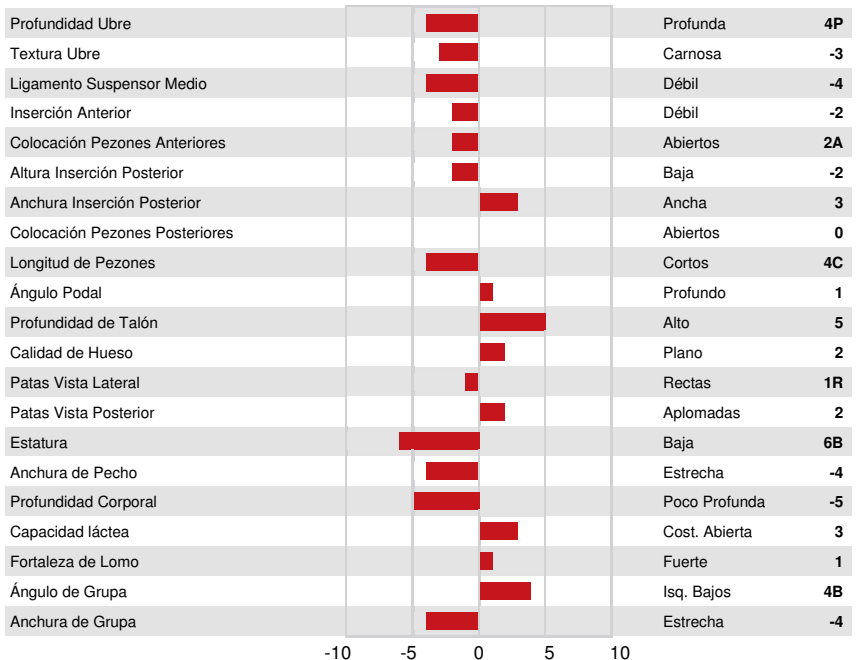 Profundidad Ubre Profunda 4P
Textura Ubre Carnosa -3
Ligamento Suspensor Medio Débil -4
Inserción Anterior Débil -2
Colocación Pezones Anteriores Abiertos 2A
Altura Inserción Posterior Baja -2
Anchura Inserción Posterior Ancha 3
Colocación Pezones Posteriores Abiertos 0
Longitud de Pezones Cortos 4C
Ángulo Podal Profundo 1
Profundidad de Talón Alto 5
Calidad de Hueso Plano 2
Patas Vista Lateral Rectas 1R
Patas Vista Posterior Aplomadas 2
Estatura Baja 6B
Anchura de Pecho Estrecha -4
Profundidad Corporal Poco Profunda -5
Capacidad láctea Cost. Abierta 3
Fortaleza de Lomo Fuerte 1
Ángulo de Grupa Isq. Bajos 4B
Anchura de Grupa Estrecha -4
-10 -5 0 5 10